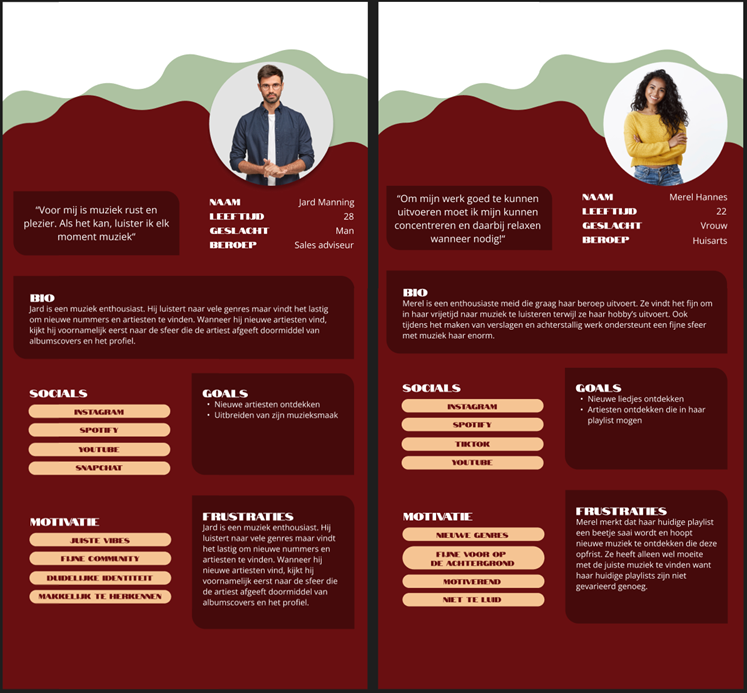 “Voor mij is muziek rust en
plezier. Als het kan, luister ik elk
moment muziek”
NAAM Jard Manning
LEEFTIJD 28
GESLACHT Man
BEROEP Sales adviseur
BIO
Jard is een muziek enthousiast. Hij luistert naar vele genres maar vindt het lastig
om nieuwe nummers en artiesten te vinden. Wanneer hij nieuwe artiesten vind,
kijkt hij voornamelijk eerst naar de sfeer die de artiest afgeeft doormiddel van
albumscovers en het profiel.
SOCIALS
INSTAGRAM
SPOTIFY
YOUTUBE
SNAPCHAT
GOALS
• Nieuwe artiesten ontdekken
• Uitbreiden van zijn muzieksmaak
MOTIVATIE
JUISTE VIBES
FIJNE COMMUNITY
DUIDELIJKE IDENTITEIT
MAKKELIJK TE HERKENNEN
FRUSTRATIES
Jard is een muziek enthousiast. Hij
luistert naar vele genres maar vindt
het lastig om nieuwe nummers en
artiesten te vinden. Wanneer hij
nieuwe artiesten vind, kijkt hij
voornamelijk eerst naar de sfeer die
de artiest afgeeft doormiddel van
albumscovers en het profiel.
“Om mijn werk goed te kunnen
uitvoeren moet ik mijn kunnen
concentreren en daarbij relaxen
wanneer nodig!”
NAAM Merel Hannes
LEEFTIJD 22
GESLACHT Vrouw
BEROEP Huisarts
BIO
Merel is een enthousiaste meid die graag haar beroep uitvoert. Ze vindt het fijn om
in haar vrijetijd naar muziek te luisteren terwijl ze haar hobby’s uitvoert. Ook
tijdens het maken van verslagen en achterstallig werk ondersteunt een fijne sfeer
met muziek haar enorm.
SOCIALS
INSTAGRAM
SPOTIFY
TIKTOK
YOUTUBE
GOALS
• Nieuwe liedjes ontdekken
• Artiesten ontdekken die in haar
playlist mogen
MOTIVATIE
NIEUWE GENRES
FIJNE VOOR OP
DE ACHTERGROND
MOTIVEREND
NIET TE LUID
FRUSTRATIES
Merel merkt dat haar huidige playlist
een beetje saai wordt en hoopt
nieuwe muziek te ontdekken die deze
opfrist. Ze heeft alleen wel moeite
met de juiste muziek te vinden want
haar huidige playlists zijn niet
gevarieerd genoeg.